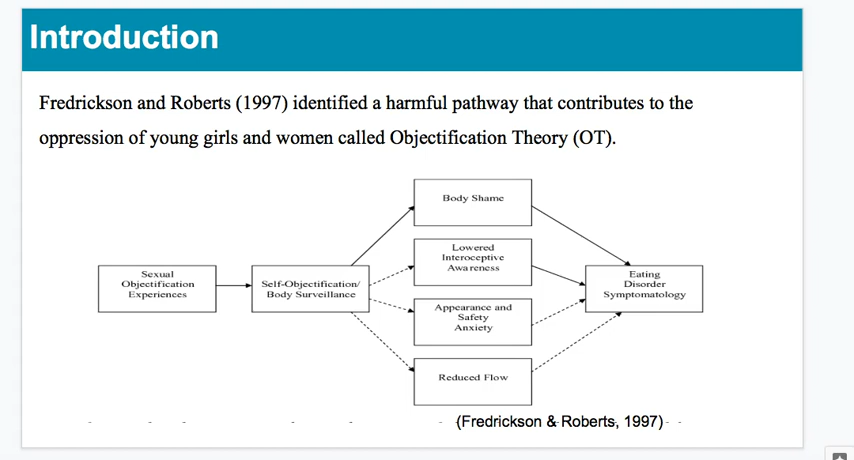 Introduction
Fredrickson and Roberts (1997) identified a harmful pathway that contributes to the
oppression of young girls and women called Objectification Theory (OT).
Body Shame
Lowered
Interoceptive
Awareness
Sexual
Objectification
Experiences
Self-Objectification/
Body Surveillance
Eating
Disorder
Symptomatology
Appearance and
Safety
Anxiety
Reduced Flow
(Fredrickson & Roberts, 1997)